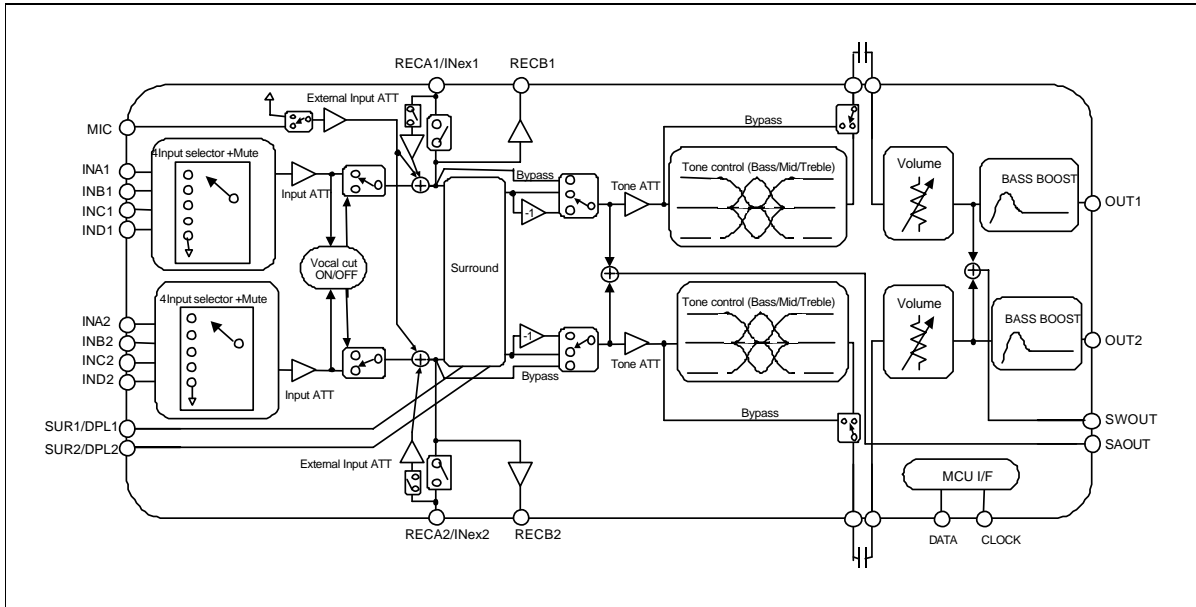 RECA1/INex1
RECB1
External Input ATT
MIC
Bypass
4Input selector +Mute
INA1
INB1
INC1
IND1
Input ATT
Bypass
Tone ATT
Tone control (Bass/Mid/Treble)
Volume
BASS BOOST
OUT1
-1
Vocal cut
ON/OFF
Surround
4Input selector +Mute
INA2
INB2
INC2
IND2
Input ATT
-1
Bypass
Tone ATT
Tone control (Bass/Mid/Treble)
Volume
BASS BOOST
OUT2
Bypass
SUR1/DPL1
SUR2/DPL2
SWOUT
SAOUT
External Input ATT
MCU I/F
RECA2/INex2
RECB2
DATA
CLOCK